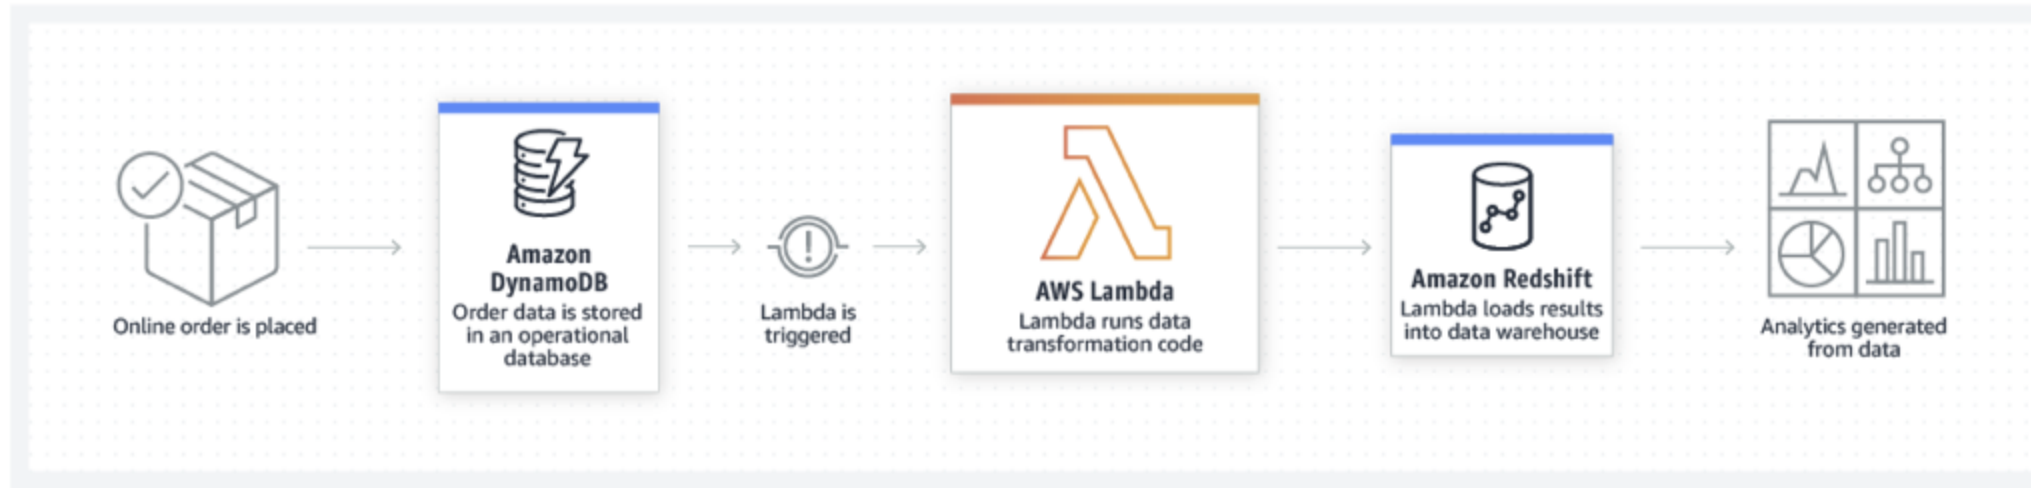 Online order is placed
Amazon
DynamoDB
Order data is stored
in an operational
database
Lambda is
triggered
AWS Lambda
Lambda runs data
transformation code
Amazon Redshift
Lambda loads results
into data warehouse
Analytics generated
from data